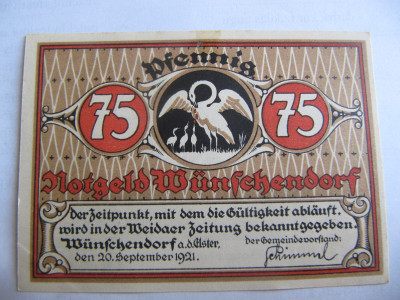 Pfennig
75 75
Notgeld Wünschendorf
Der Zeitpunkt, mit dem die Gültigkeit abläuft,
wird in der Weidaer Zeitung bekanntgegeben.
Wünschendorf a.d. Elster, der Gemeindevorstand:
den 20. September 1921. Schimmel